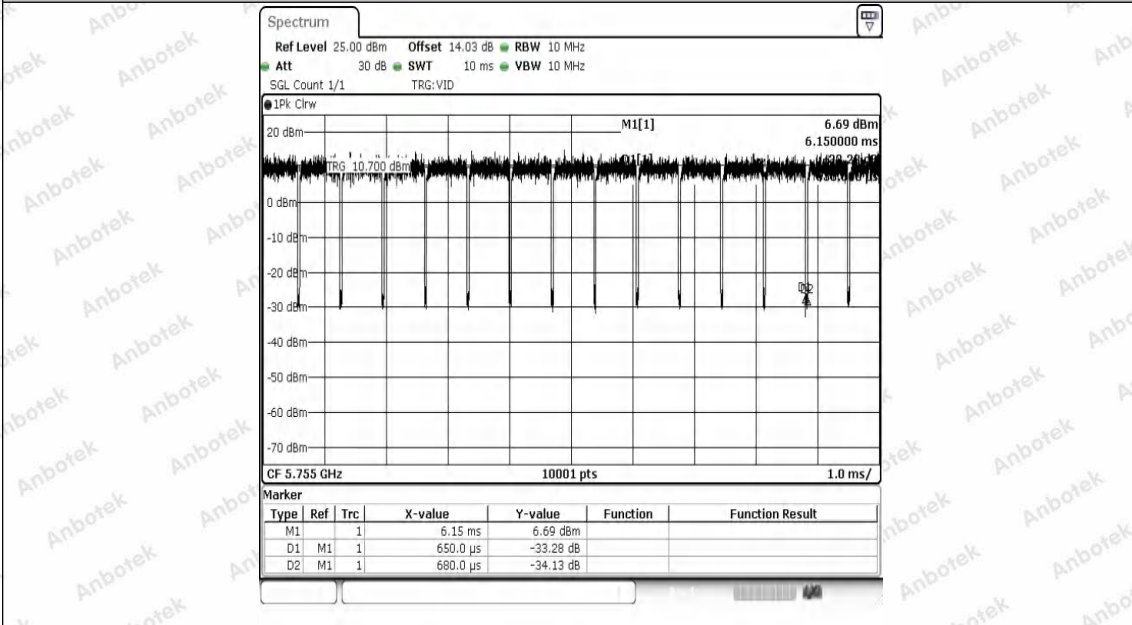 Spectrum
Ref Level 25.00 dBm Offset 14.03 dB RBW 10 MHz
Att 30 dB SWT 10 ms VBW 10 MHz
SGL Count 1/1 TRG:VID
1Pk Clrw
M1[1] 6.69 dBm
6.150000 ms
20 dBm
TRG 10.700 dBm
0 dBm
-10 dBm
-20 dBm
-30 dBm
-40 dBm
-50 dBm
-60 dBm
-70 dBm
CF 5.755 GHz 10001 pts 1.0 ms/
Marker
Type Ref Trc X-value Y-value Function Function Result
M1 1 6.15 ms 6.69 dBm
D1 M1 1 650.0 µs -33.28 dB
D2 M1 1 680.0 µs -34.13 dB
Anbotek